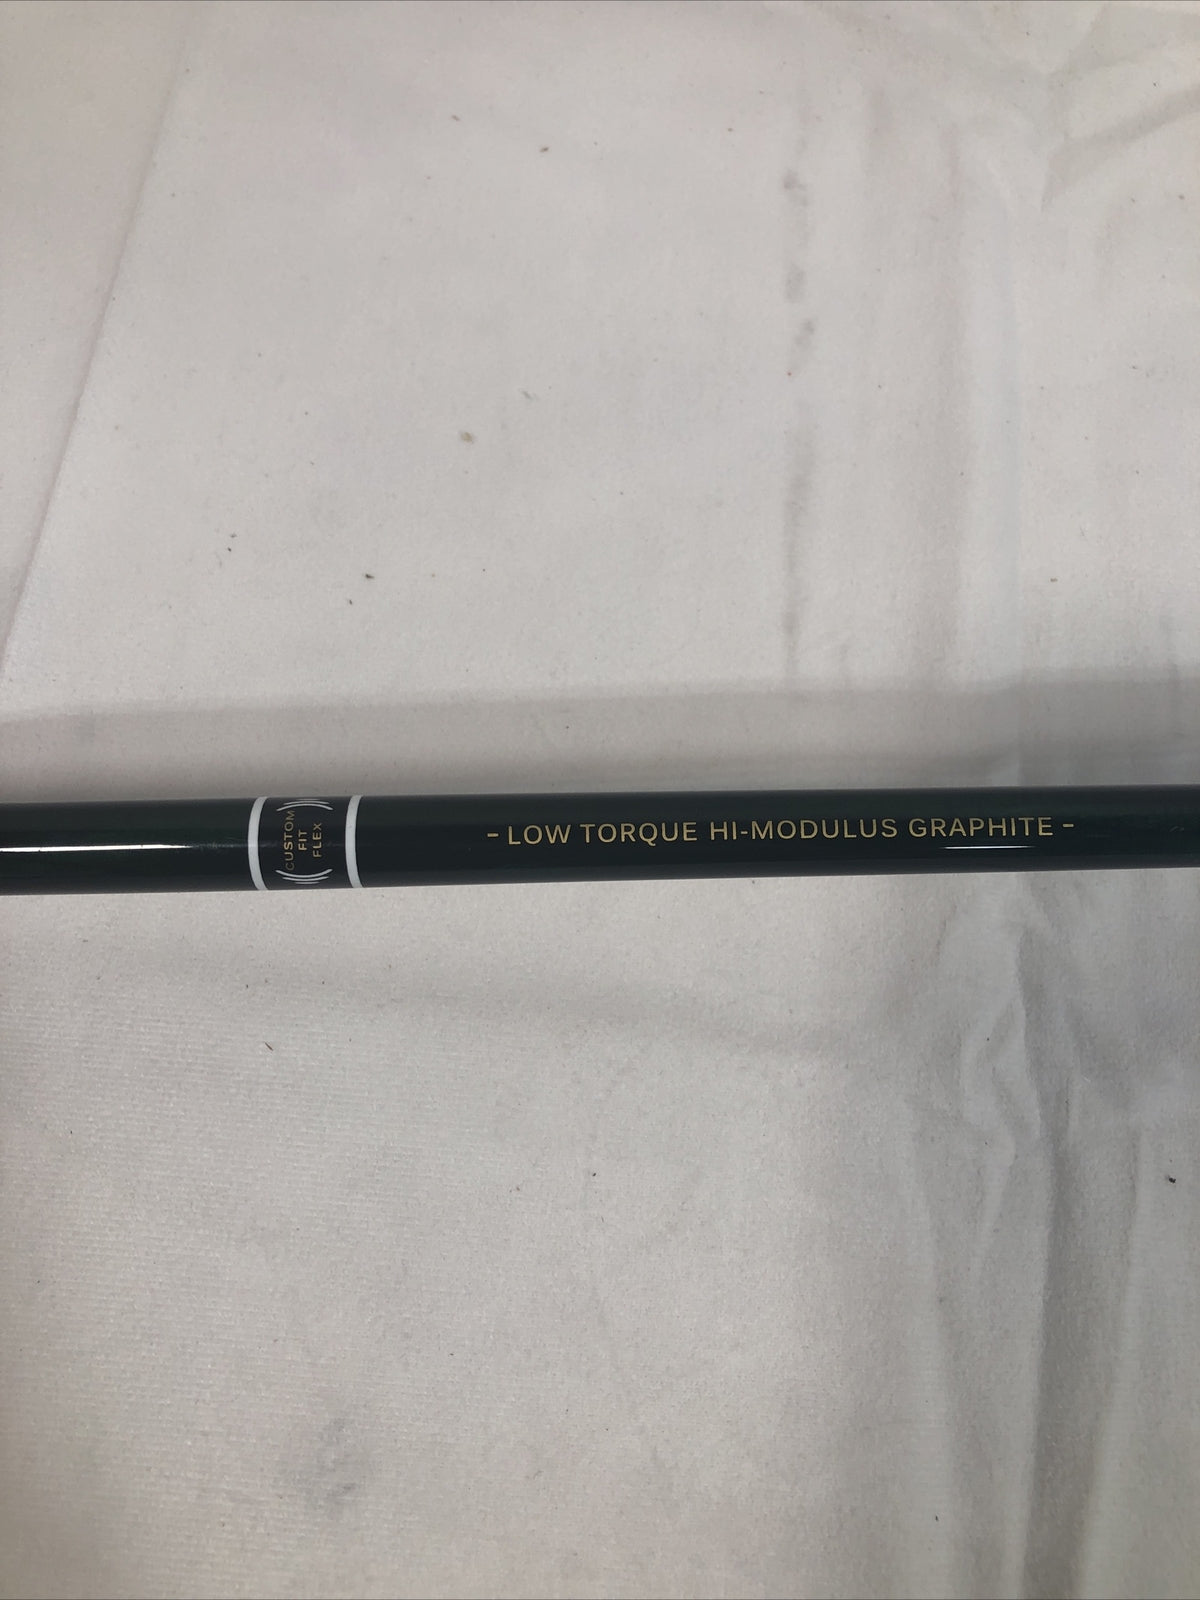 CUSTOM
FIT
FLEX
- LOW TORQUE HI-MODULUS GRAPHITE -